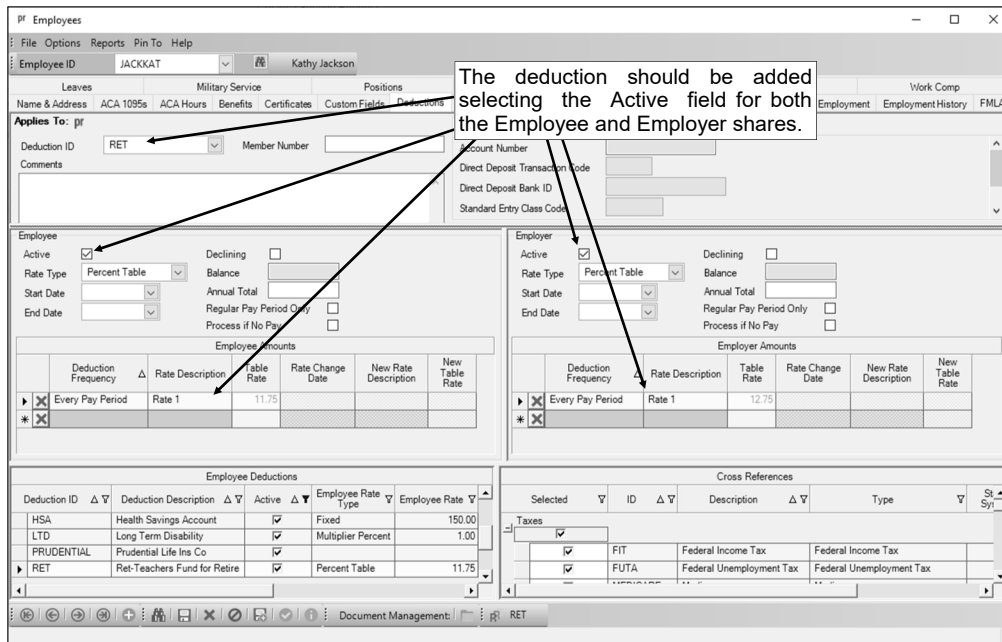 pr Employees
File Options Reports Pin To Help
Employee ID JACKKAT Kathy Jackson
The deduction should be added
selecting the Active field for both
the Employee and Employer shares.
Leaves Military Service Positions Work Comp
Name & Address ACA 1095s ACA Hours Benefits Certificates Custom Fields Deductions Employment Employment History FMLA
Applies To: pr
Deduction ID RET Member Number
Comments
Account Number
Direct Deposit Transaction Code
Direct Deposit Bank ID
Standard Entry Class Code
Employee
Active Declining
Rate Type Percent Table Balance
Start Date Annual Total
End Date Regular Pay Period Only
Process if No Pay
Employee Amounts
Deduction Frequency Rate Description Table Rate Rate Change Date New Rate Description New Table Rate
Every Pay Period Rate 1 11.75
Employer
Active Declining
Rate Type Percent Table Balance
Start Date Annual Total
End Date Regular Pay Period Only
Process if No Pay
Employer Amounts
Deduction Frequency Rate Description Table Rate Rate Change Date New Rate Description New Table Rate
Every Pay Period Rate 1 12.75
Employee Deductions
Deduction ID Deduction Description Active Employee Rate Type Employee Rate
HSA Health Savings Account Fixed 150.00
LTD Long Term Disability Multiplier Percent 1.00
PRUDENTIAL Prudential Life Ins Co
RET Ret-Teachers Fund for Retire Percent Table 11.75
Cross References
Selected ID Description Type
Taxes
FIT Federal Income Tax Federal Income Tax
FUTA Federal Unemployment Tax Federal Unemployment Tax
Document Management: RET